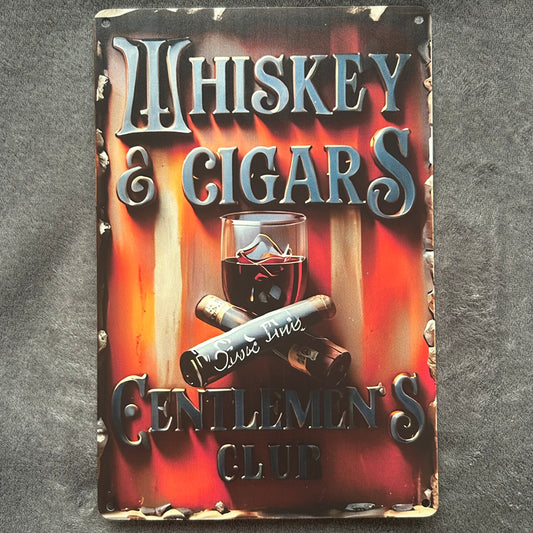 WHISKEY
& CIGARS
GENTLEMEN'S
CLUB